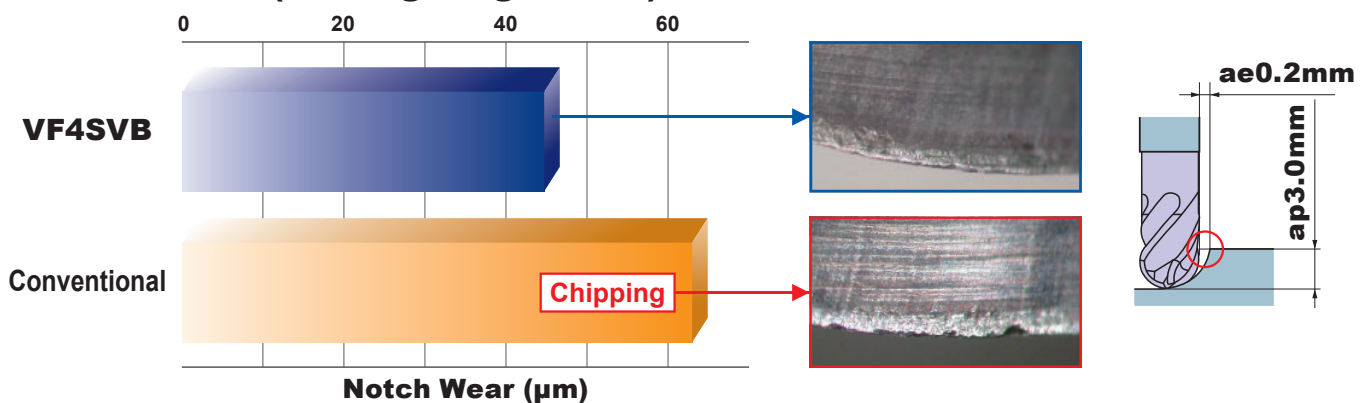 0 20 40 60
VF4SVB
Conventional
Chipping
Notch Wear (μm)
ae0.2mm
ap3.0mm